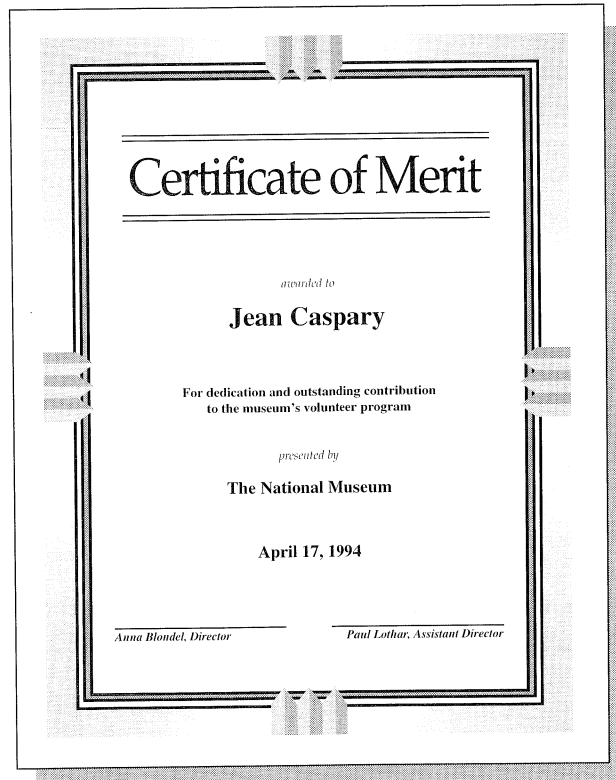 Certificate of Merit
awarded to
Jean Caspary
For dedication and outstanding contribution
to the museum's volunteer program
presented by
The National Museum
April 17, 1994
Anna Blondel, Director
Paul Lothar, Assistant Director